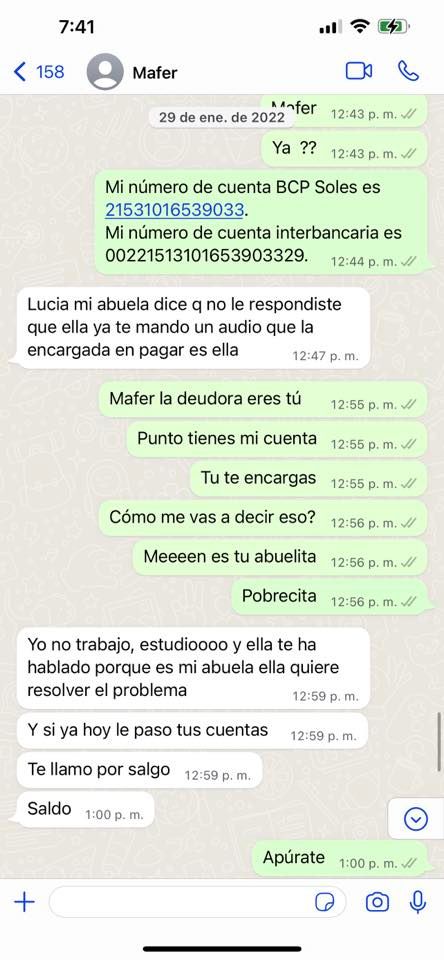 7:41
158
Mafer
Mafer 12:43 p. m.
29 de ene. de 2022
Ya ?? 12:43 p. m.
Mi número de cuenta BCP Soles es
21531016539033.
Mi número de cuenta interbancaria es
00221513101653903329. 12:44 p. m.
Lucia mi abuela dice q no le respondiste
que ella ya te mando un audio que la
encargada en pagar es ella 12:47 p. m.
Mafer la deudora eres tú 12:55 p. m.
Punto tienes mi cuenta 12:55 p. m.
Tu te encargas 12:55 p. m.
Cómo me vas a decir eso? 12:56 p. m.
Meeeen es tu abuelita 12:56 p. m.
Pobrecita 12:56 p. m.
Yo no trabajo, estudioooo y ella te ha
hablado porque es mi abuela ella quiere
resolver el problema 12:59 p. m.
Y si ya hoy le paso tus cuentas 12:59 p. m.
Te llamo por salgo 12:59 p. m.
Saldo 1:00 p. m.
Apúrate 1:00 p. m.